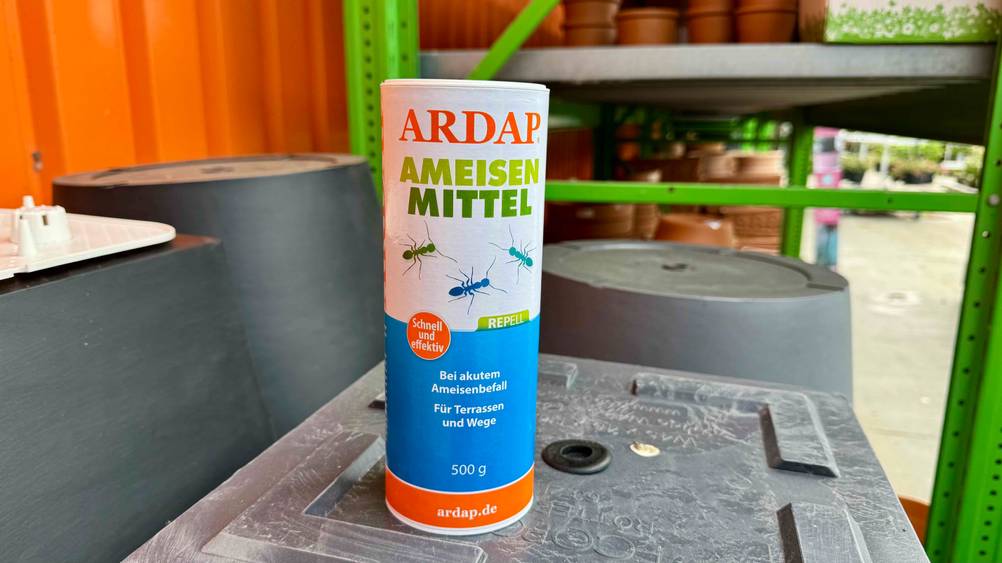 ARDAP
AMEISEN
MITTEL
REPELL
Schnell
und
effektiv
Bei akutem
Ameisenbefall
Für Terrassen
und Wege
500 g
ardap.de